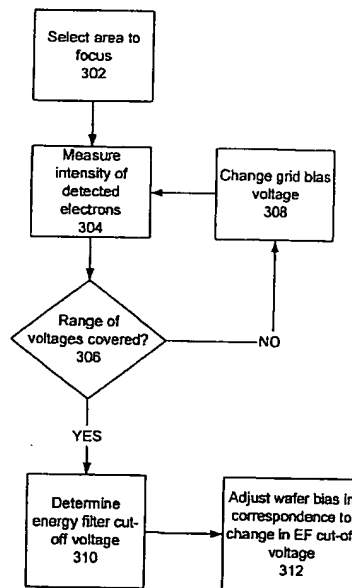 Select area to
focus
302
Measure
intensity of
detected
electrons
304
Change grid bias
voltage
308
Range of
voltages covered?
306
NO
YES
Determine
energy filter cut-
off voltage
310
Adjust wafer bias in
correspondence to
change in EF cut-off
voltage
312